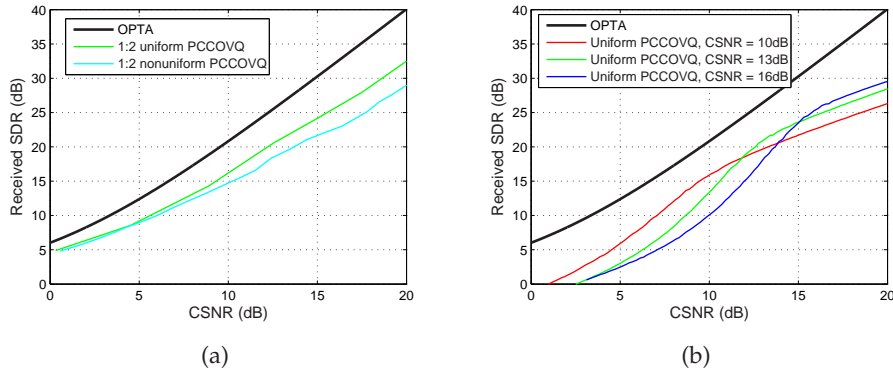 40
35
30
25
20
15
10
5
0
Received SDR (dB)
OPTA
1:2 uniform PCCOVQ
1:2 nonuniform PCCOVQ
0 5 10 15 20
CSNR (dB)
(a)
40
35
30
25
20
15
10
5
0
Received SDR (dB)
OPTA
Uniform PCCOVQ, CSNR = 10dB
Uniform PCCOVQ, CSNR = 13dB
Uniform PCCOVQ, CSNR = 16dB
0 5 10 15 20
CSNR (dB)
(b)